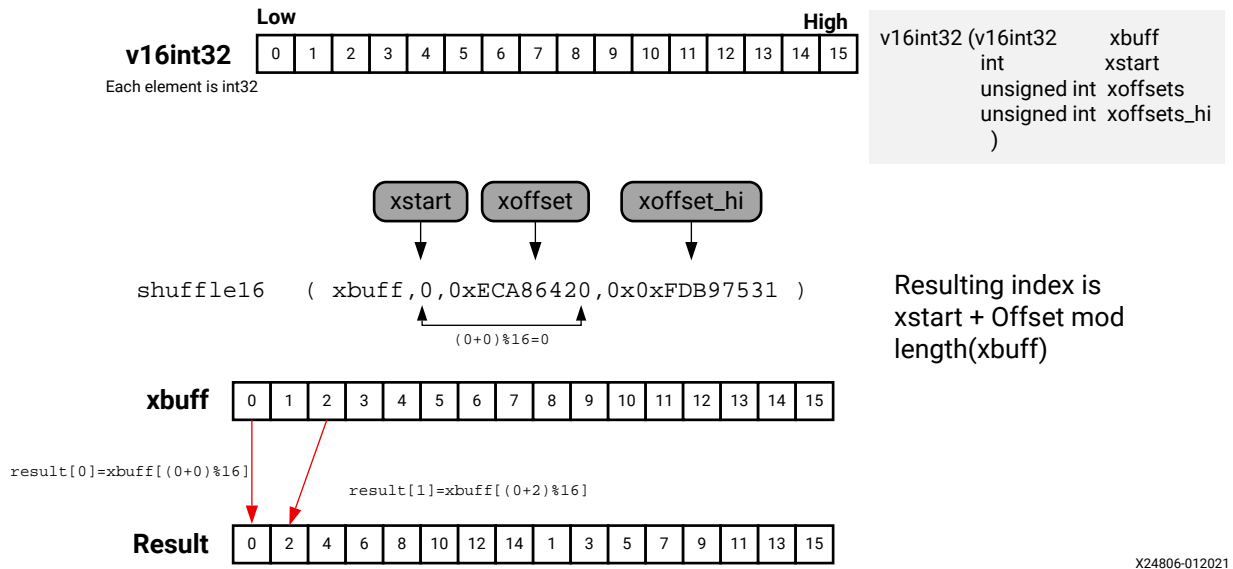 Low High
v16int32 0 1 2 3 4 5 6 7 8 9 10 11 12 13 14 15
Each element is int32
v16int32 (v16int32 xbuff
int xstart
unsigned int xoffsets
unsigned int xoffsets_hi
)
xstart xoffset xoffset_hi
shuffle16 ( xbuff,0,0xECA86420,0x0xFDB97531 )
(0+0)%16=0
Resulting index is
xstart + Offset mod
length(xbuff)
xbuff 0 1 2 3 4 5 6 7 8 9 10 11 12 13 14 15
result[0]=xbuff[(0+0)%16]
result[1]=xbuff[(0+2)%16]
Result 0 2 4 6 8 10 12 14 1 3 5 7 9 11 13 15
X24806-012021